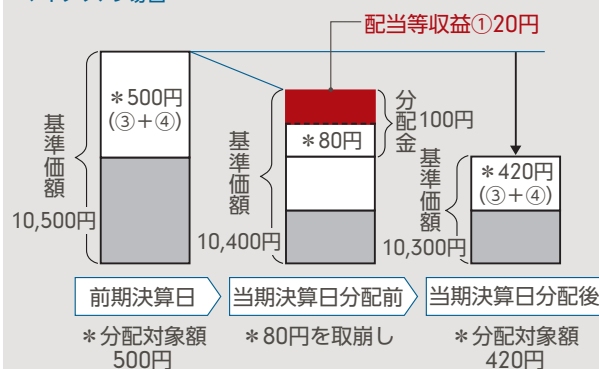 配当等収益①20円
*500円
(③+④)
基準価額
10,500円
分配金
100円
*80円
基準価額
10,400円
基準価額
*420円
(③+④)
10,300円
前期決算日
当期決算日分配前
当期決算日分配後
*分配対象額
500円
*80円を取崩し
*分配対象額
420円